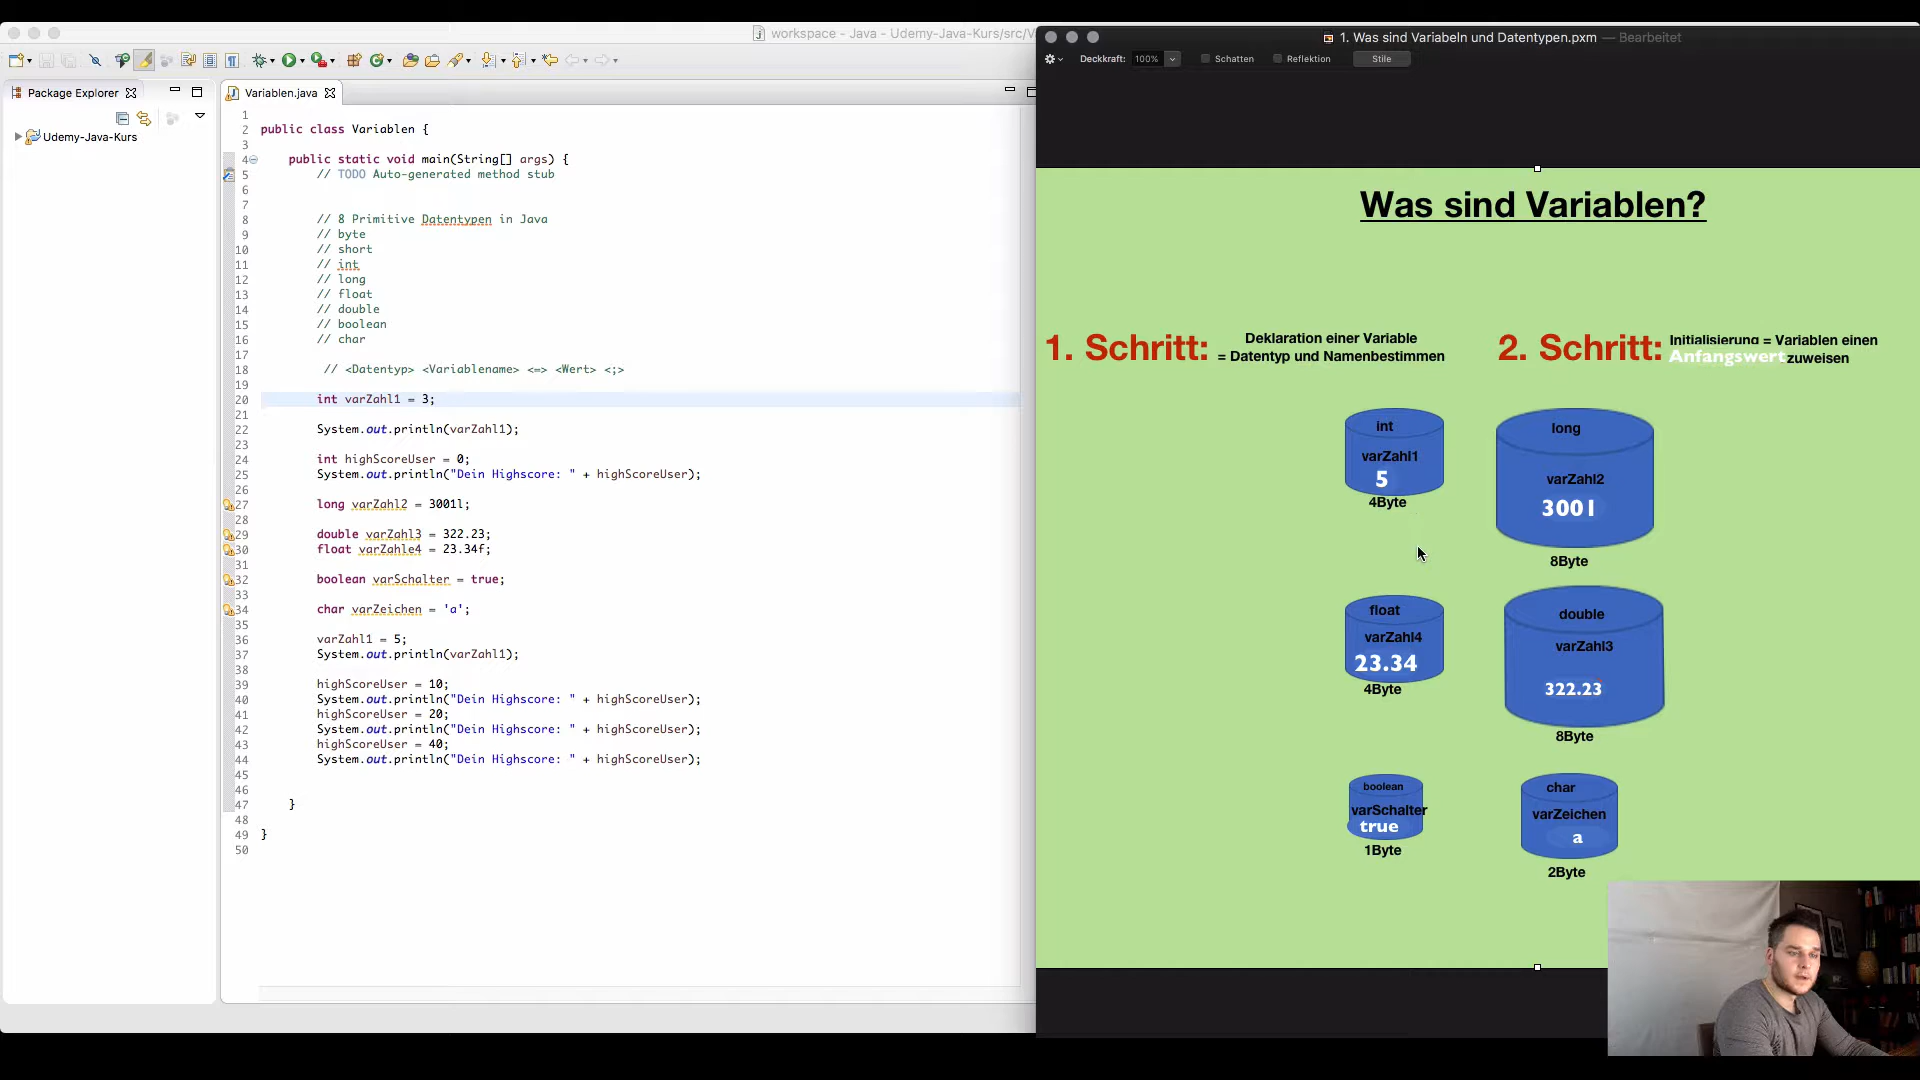 workspace - Java - Udemy-Java-Kurs/src/V
Package Explorer
Udemy-Java-Kurs
Variablen.java
1
2 public class Variablen {
3
4 public static void main(String[] args) {
5 // TODO Auto-generated method stub
6
7
8 // 8 Primitive Datentypen in Java
9 // byte
10 // short
11 // int
12 // long
13 // float
14 // double
15 // boolean
16 // char
17
18 // <Datentyp> <Variablename> <=> <Wert> <;>
19
20 int varZahl1 = 3;
21
22 System.out.println(varZahl1);
23
24 int highScoreUser = 0;
25 System.out.println("Dein Highscore: " + highScoreUser);
26
27 long varZahl2 = 3001l;
28
29 double varZahl3 = 322.23;
30 float varZahle4 = 23.34f;
31
32 boolean varSchalter = true;
33
34 char varZeichen = 'a';
35
36 varZahl1 = 5;
37 System.out.println(varZahl1);
38
39 highScoreUser = 10;
40 System.out.println("Dein Highscore: " + highScoreUser);
41 highScoreUser = 20;
42 System.out.println("Dein Highscore: " + highScoreUser);
43 highScoreUser = 40;
44 System.out.println("Dein Highscore: " + highScoreUser);
45
46
47 }
48
49 }
50
1. Was sind Variabeln und Datentypen.pxm — Bearbeitet
Deckkraft: 100% Schatten Reflektion Stile
Was sind Variablen?
1. Schritt: Deklaration einer Variable
= Datentyp und Namenbestimmen
2. Schritt: Initialisierung = Variablen einen
Anfangswert zuweisen
int
varZahl1
5
4Byte
long
varZahl2
3001
8Byte
float
varZahl4
23.34
4Byte
double
varZahl3
322.23
8Byte
boolean
varSchalter
true
1Byte
char
varZeichen
a
2Byte